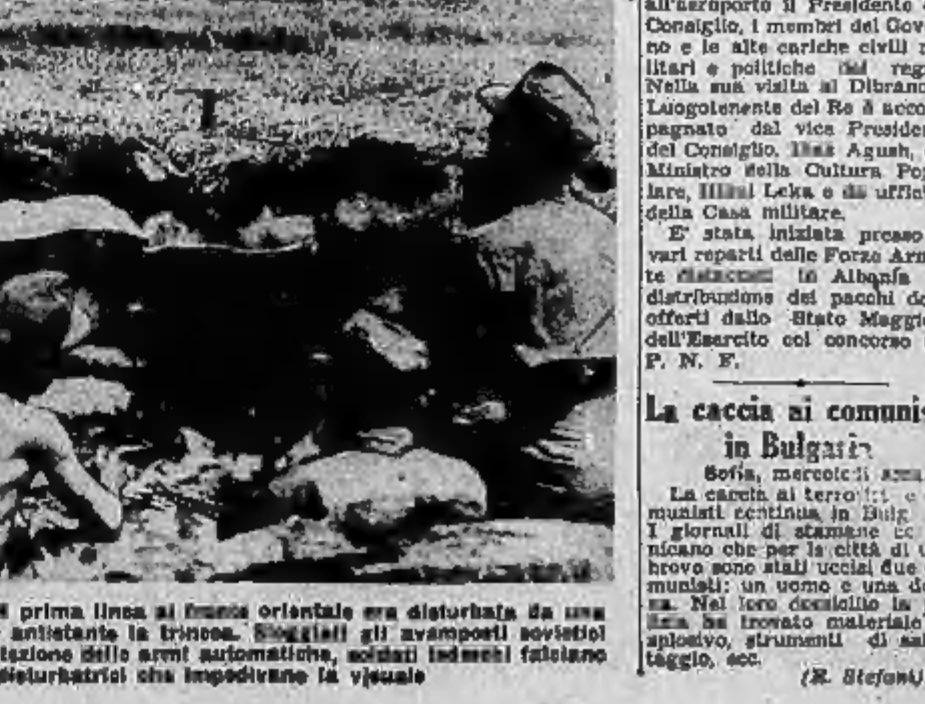 prima linea al fronte orientale era disturbata da una
antistante la trincea. Sloggiati gli avamposti sovietici
tazione delle armi automatiche, soldati tedeschi falciano
disturbatrici che impedivano la visuale
all'aeroporto il Presidente
Consiglio, i membri del Gov
no e le alte cariche civili
litari e politiche del reg
Nella sua visita al Dibrano
Luogotenente del Re è acco
pagnato dal vice Presiden
del Consiglio, Agush,
Ministro della Cultura Po
lare, Leka e da uffic
della Casa militare.
E' stata iniziata presso
vari reparti delle Forze Arm
te in Albania
distribuzione dei pacchi do
offerti dallo Stato Maggio
dell'Esercito col concorso
P. N. F.
La caccia ai comunis
in Bulgaria
Sofia, mercoledì
La caccia ai terroristi e
munisti continua in Bulg
I giornali di stamane
nicano che per la città di
brovo sono stati uccisi due
munisti: un uomo e una do
na. Nel loro domicilio la
ha trovato materiale
splosivo, strumenti di sa
taggio, ecc.
(R. Stefani)